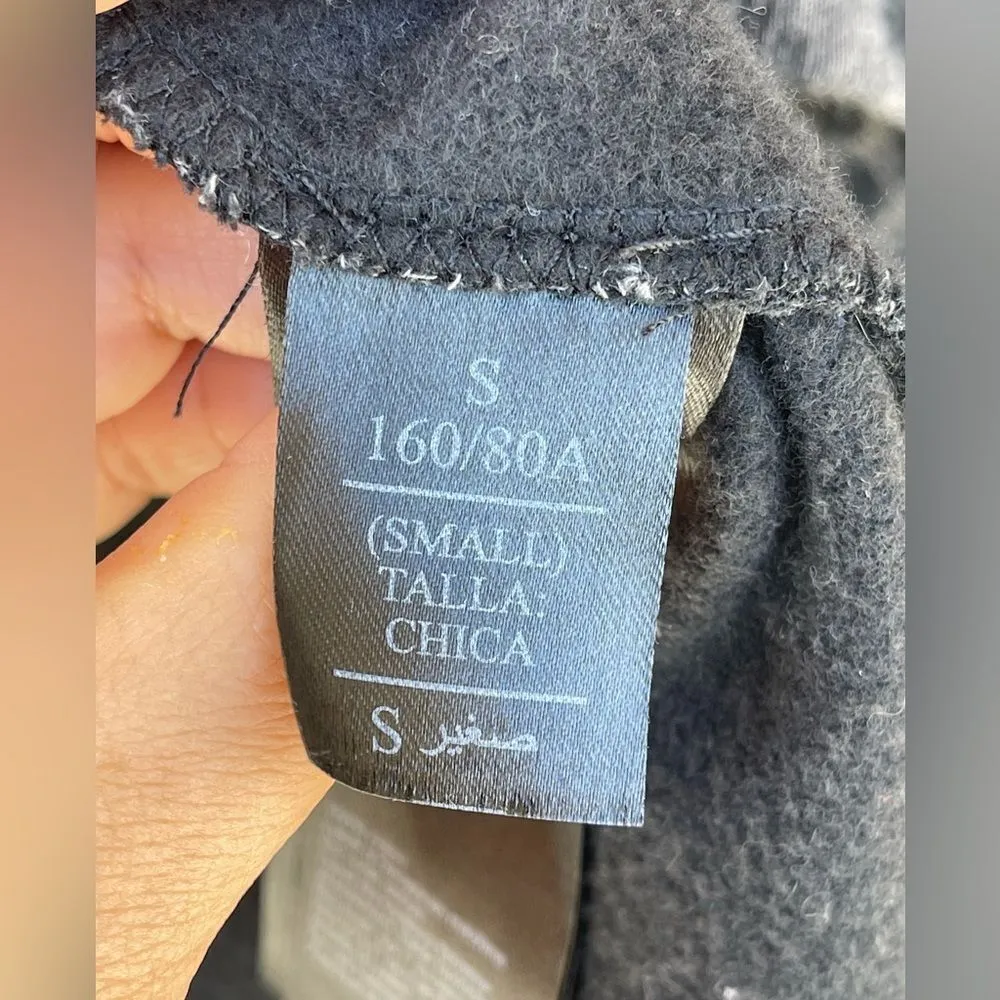 S
160/80A
(SMALL)
TALLA:
CHICA
S صغير